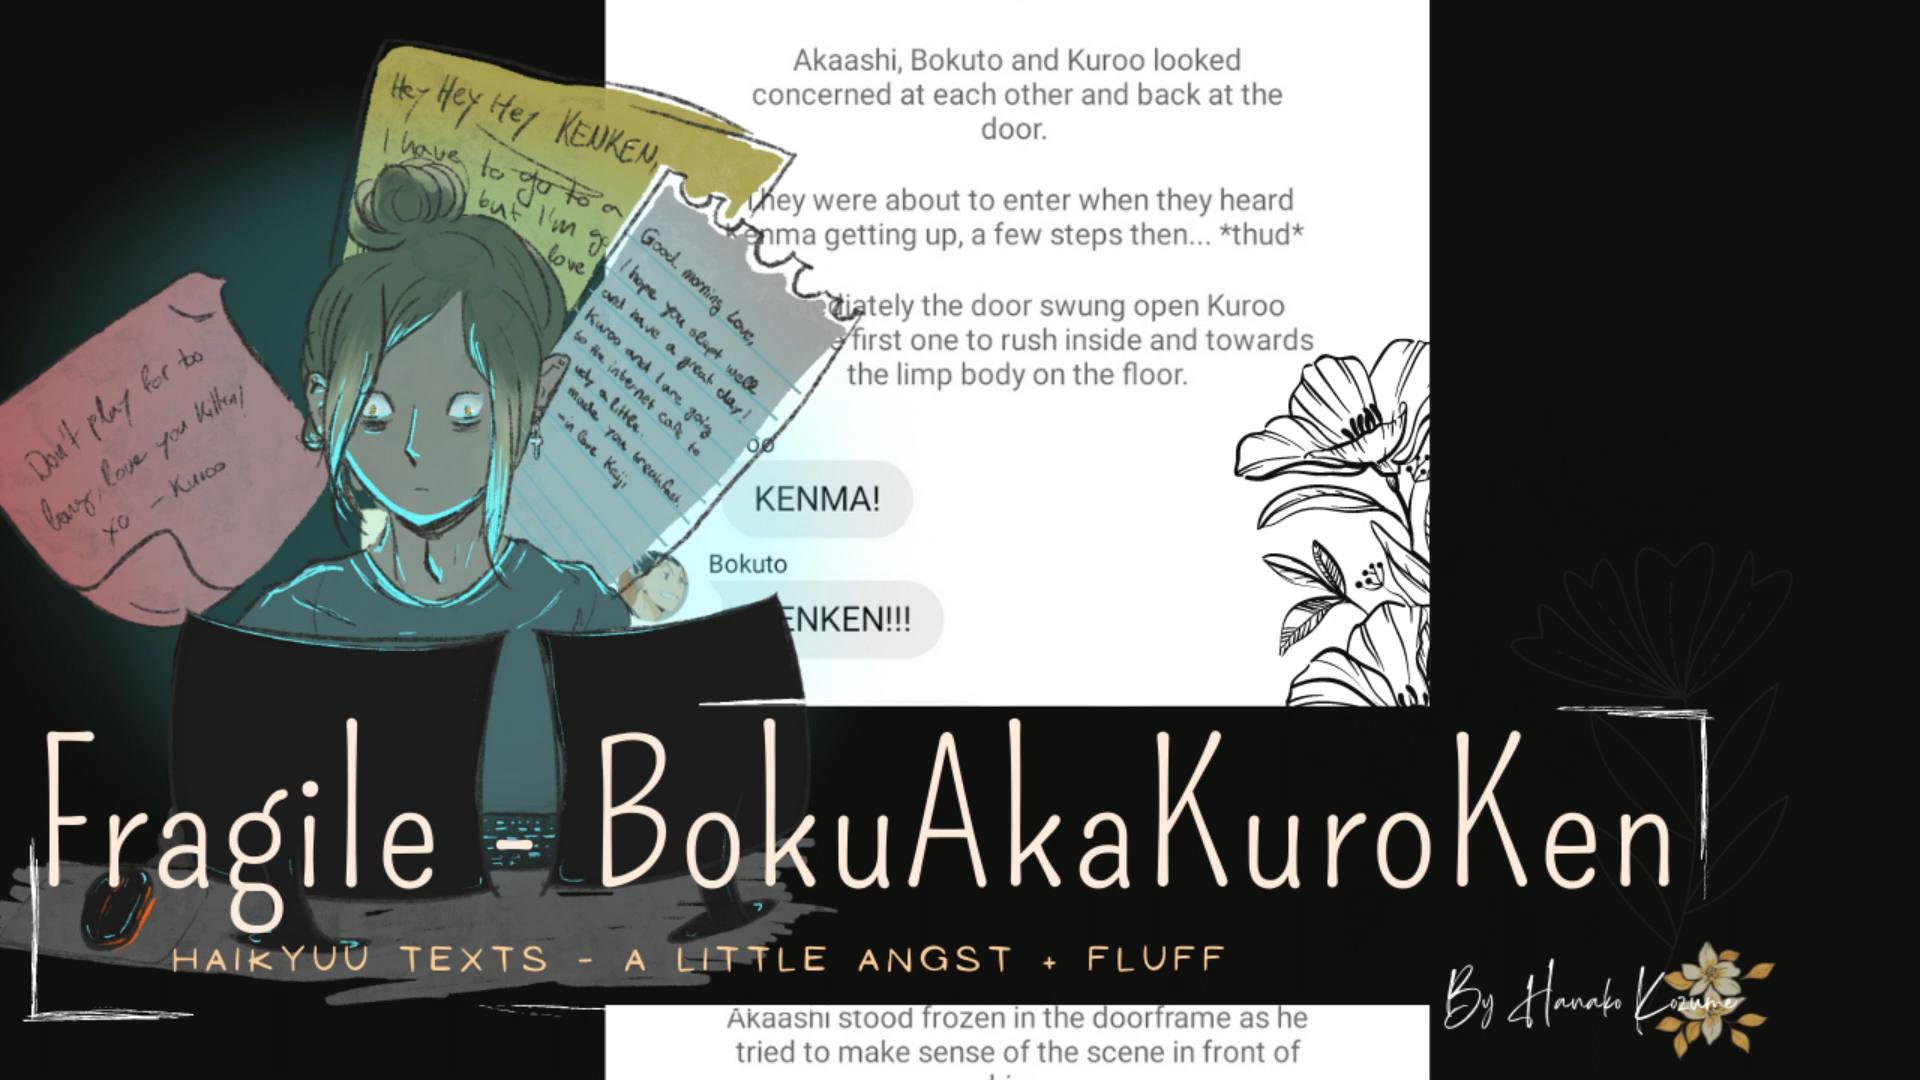 Hey Hey Hey KENKEN,
I have to go to a
but I'm go
love
Don't play for too
long, love you Kitten!
xo - Kuroo
Good morning Love,
I hope you slept well
and have a great day!
Kuroo and I are going
to the internet café to
a little.
made you breakfast.
-in love Keiji
Akaashi, Bokuto and Kuroo looked
concerned at each other and back at the
door.
They were about to enter when they heard
enma getting up, a few steps then... *thud*
diately the door swung open Kuroo
first one to rush inside and towards
the limp body on the floor.
oo
KENMA!
Bokuto
ENKEN!!!
Fragile - BokuAkaKuroKen
HAIKYUU TEXTS - A LITTLE ANGST + FLUFF
By Hanako Kozume
Akaashi stood frozen in the doorframe as he
tried to make sense of the scene in front of